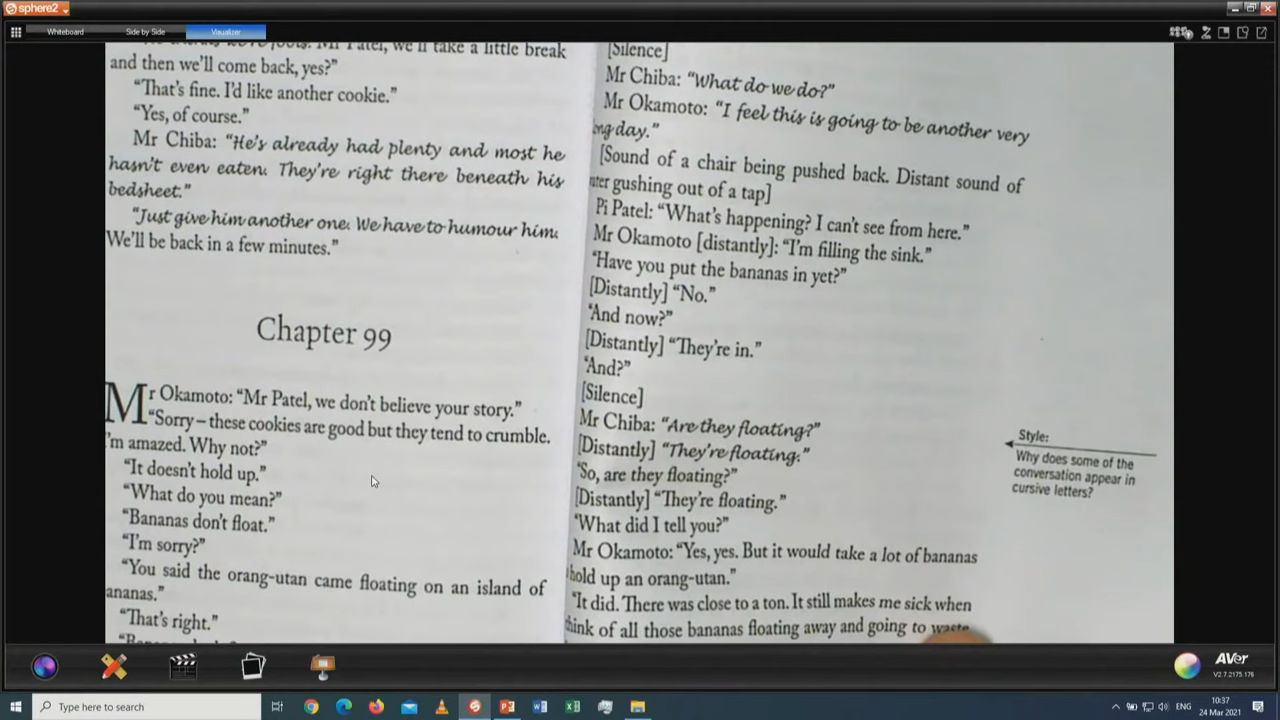 sphere2
Whiteboard
Side by Side
Visualizer
Mr Patel, we'll take a little break
and then we'll come back, yes?"
"That's fine. I'd like another cookie."
"Yes, of course."
Mr Chiba: "He's already had plenty and most he
hasn't even eaten. They're right there beneath his
bedsheet."
"Just give him another one. We have to humour him.
We'll be back in a few minutes."
Chapter 99
Mr Okamoto: "Mr Patel, we don't believe your story."
"Sorry – these cookies are good but they tend to crumble.
I'm amazed. Why not?"
"It doesn't hold up."
"What do you mean?"
"Bananas don't float."
"I'm sorry?"
"You said the orang-utan came floating on an island of
ananas."
"That's right."
[Silence]
Mr Chiba: "What do we do?"
Mr Okamoto: "I feel this is going to be another very
ong day."
[Sound of a chair being pushed back. Distant sound of
ater gushing out of a tap]
Pi Patel: "What's happening? I can't see from here."
Mr Okamoto [distantly]: "I'm filling the sink."
"Have you put the bananas in yet?"
[Distantly] "No."
"And now?"
[Distantly] "They're in."
"And?"
[Silence]
Mr Chiba: "Are they floating?"
[Distantly] "They're floating."
"So, are they floating?"
[Distantly] "They're floating."
"What did I tell you?"
Mr Okamoto: "Yes, yes. But it would take a lot of bananas
hold up an orang-utan."
"It did. There was close to a ton. It still makes me sick when
think of all those bananas floating away and going to waste
Style:
Why does some of the
conversation appear in
cursive letters?
AVer
V2.7.2175.176
Type here to search
ENG
10:37
24 Mar 2021